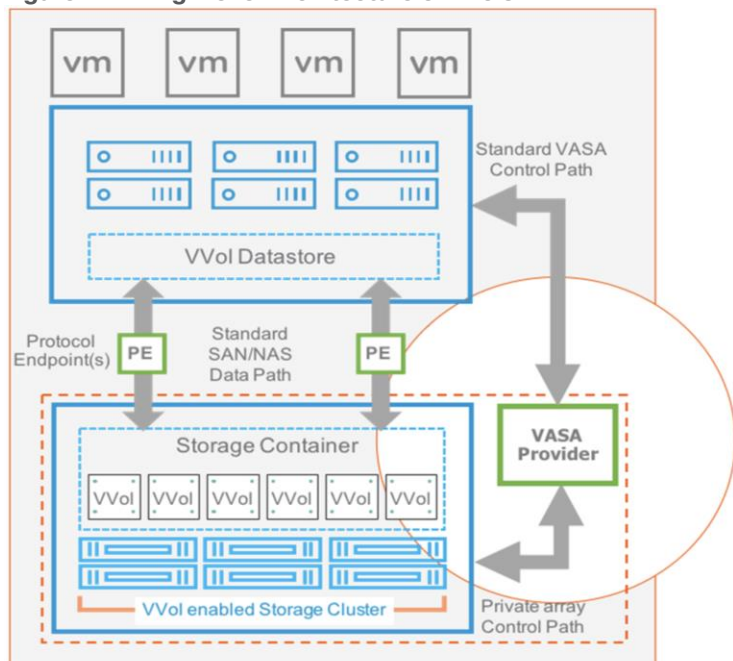 vm vm vm vm
Standard VASA
Control Path
VVol Datastore
Protocol
Endpoint(s)
PE
Standard
SAN/NAS
Data Path
PE
Storage Container
VVol VVol VVol VVol VVol VVol
VASA
Provider
VVol enabled Storage Cluster
Private array
Control Path